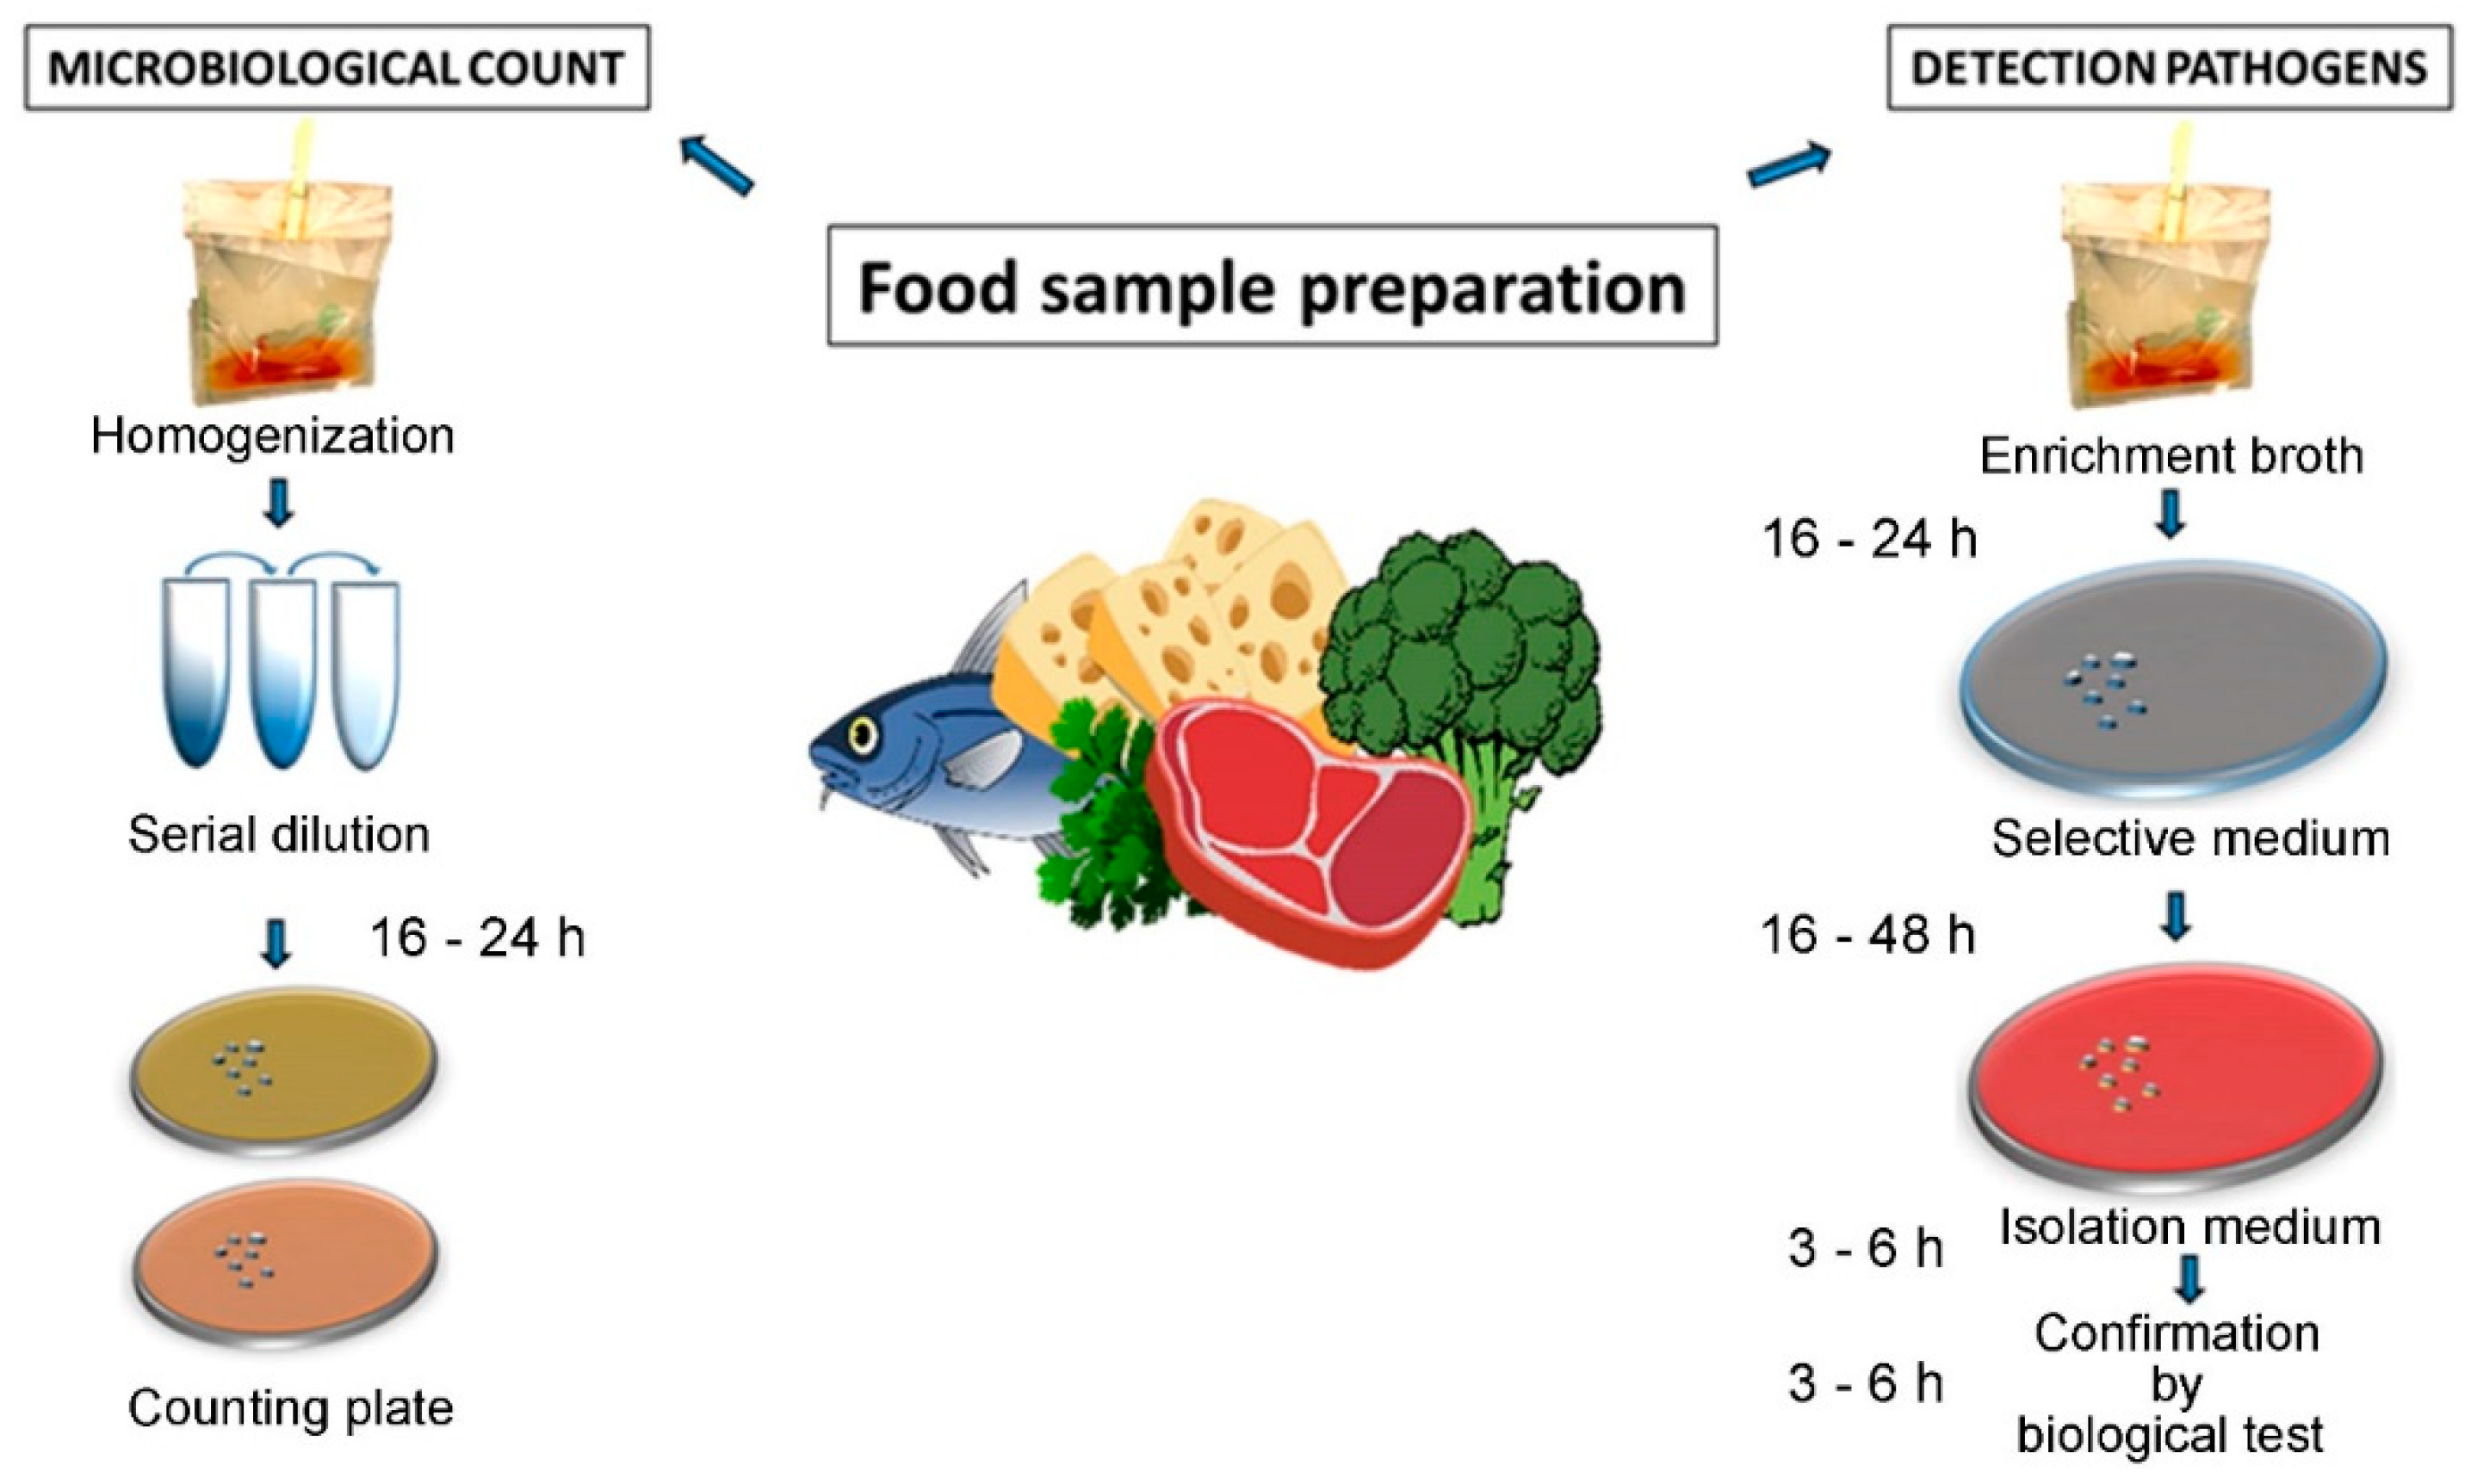 MICROBIOLOGICAL COUNT
DETECTION PATHOGENS
Food sample preparation
Homogenization
Serial dilution
16 - 24 h
Counting plate
Enrichment broth
16 - 24 h
Selective medium
16 - 48 h
Isolation medium
3 - 6 h
Confirmation
by
3 - 6 h
biological test